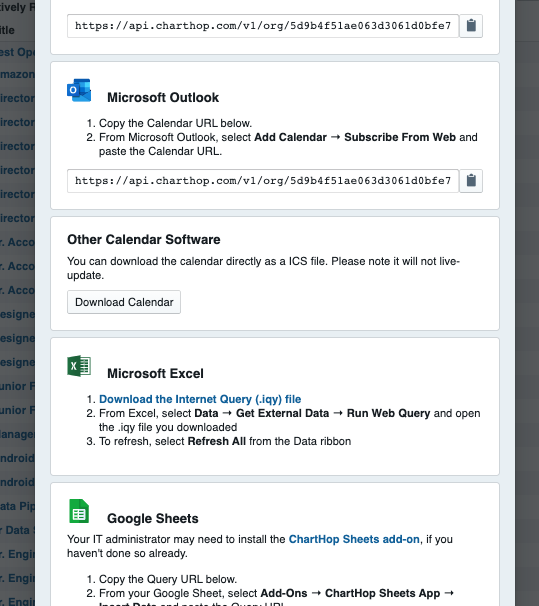 tively F
https://api.charthop.com/v1/org/5d9b4f51ae063d3061d0bfe7
itle
est Ope
Microsoft Outlook
1. Copy the Calendar URL below.
2. From Microsoft Outlook, select Add Calendar → Subscribe From Web and
paste the Calendar URL.
https://api.charthop.com/v1/org/5d9b4f51ae063d3061d0bfe7
Other Calendar Software
You can download the calendar directly as a ICS file. Please note it will not live-
update.
Download Calendar
Microsoft Excel
1. Download the Internet Query (.iqy) file
2. From Excel, select Data → Get External Data → Run Web Query and open
the .iqy file you downloaded
3. To refresh, select Refresh All from the Data ribbon
Google Sheets
Your IT administrator may need to install the ChartHop Sheets add-on, if you
haven't done so already.
1. Copy the Query URL below.
2. From your Google Sheet, select Add-Ons → ChartHop Sheets App →
Insert Data and paste the Query URL
amazon
irector
irector
irector
irector
irector
irector
r. Acco
r. Acco
r. Acco
esigne
esigne
esigne
unior F
unior F
Manage
ndroid
ndroid
ata Pip
r Data
r. Engi
r. Engi
r. Engi